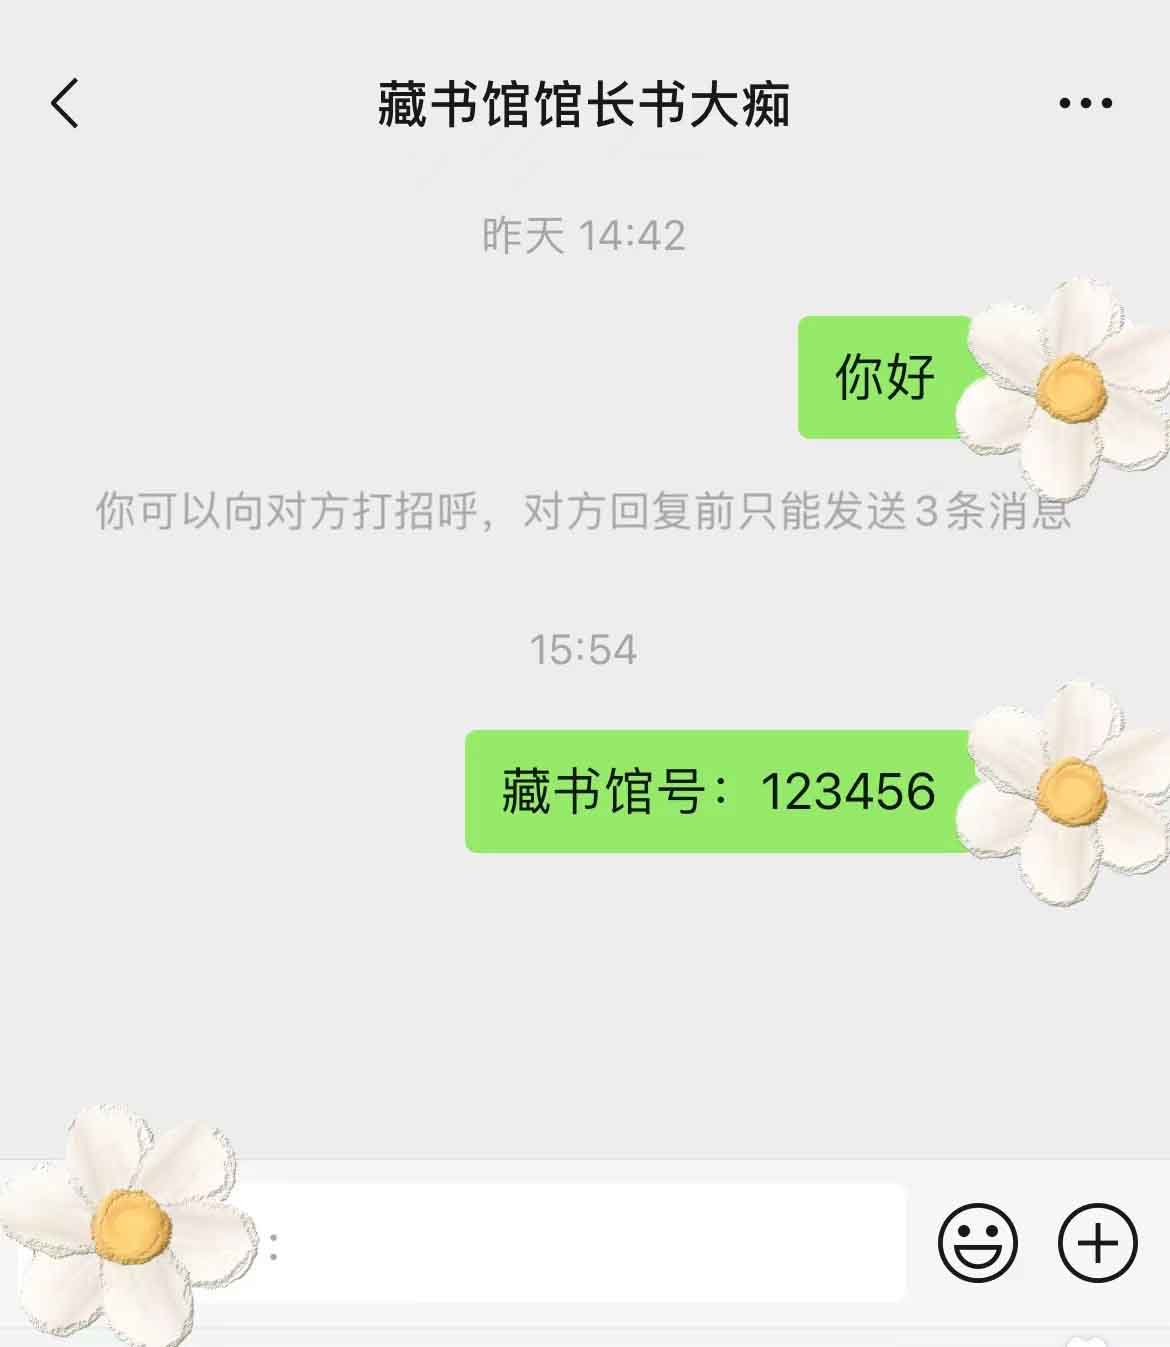 藏书馆馆长书大痴
昨天 14:42
你好
你可以向对方打招呼，对方回复前只能发送3条消息
15:54
藏书馆号：123456
: